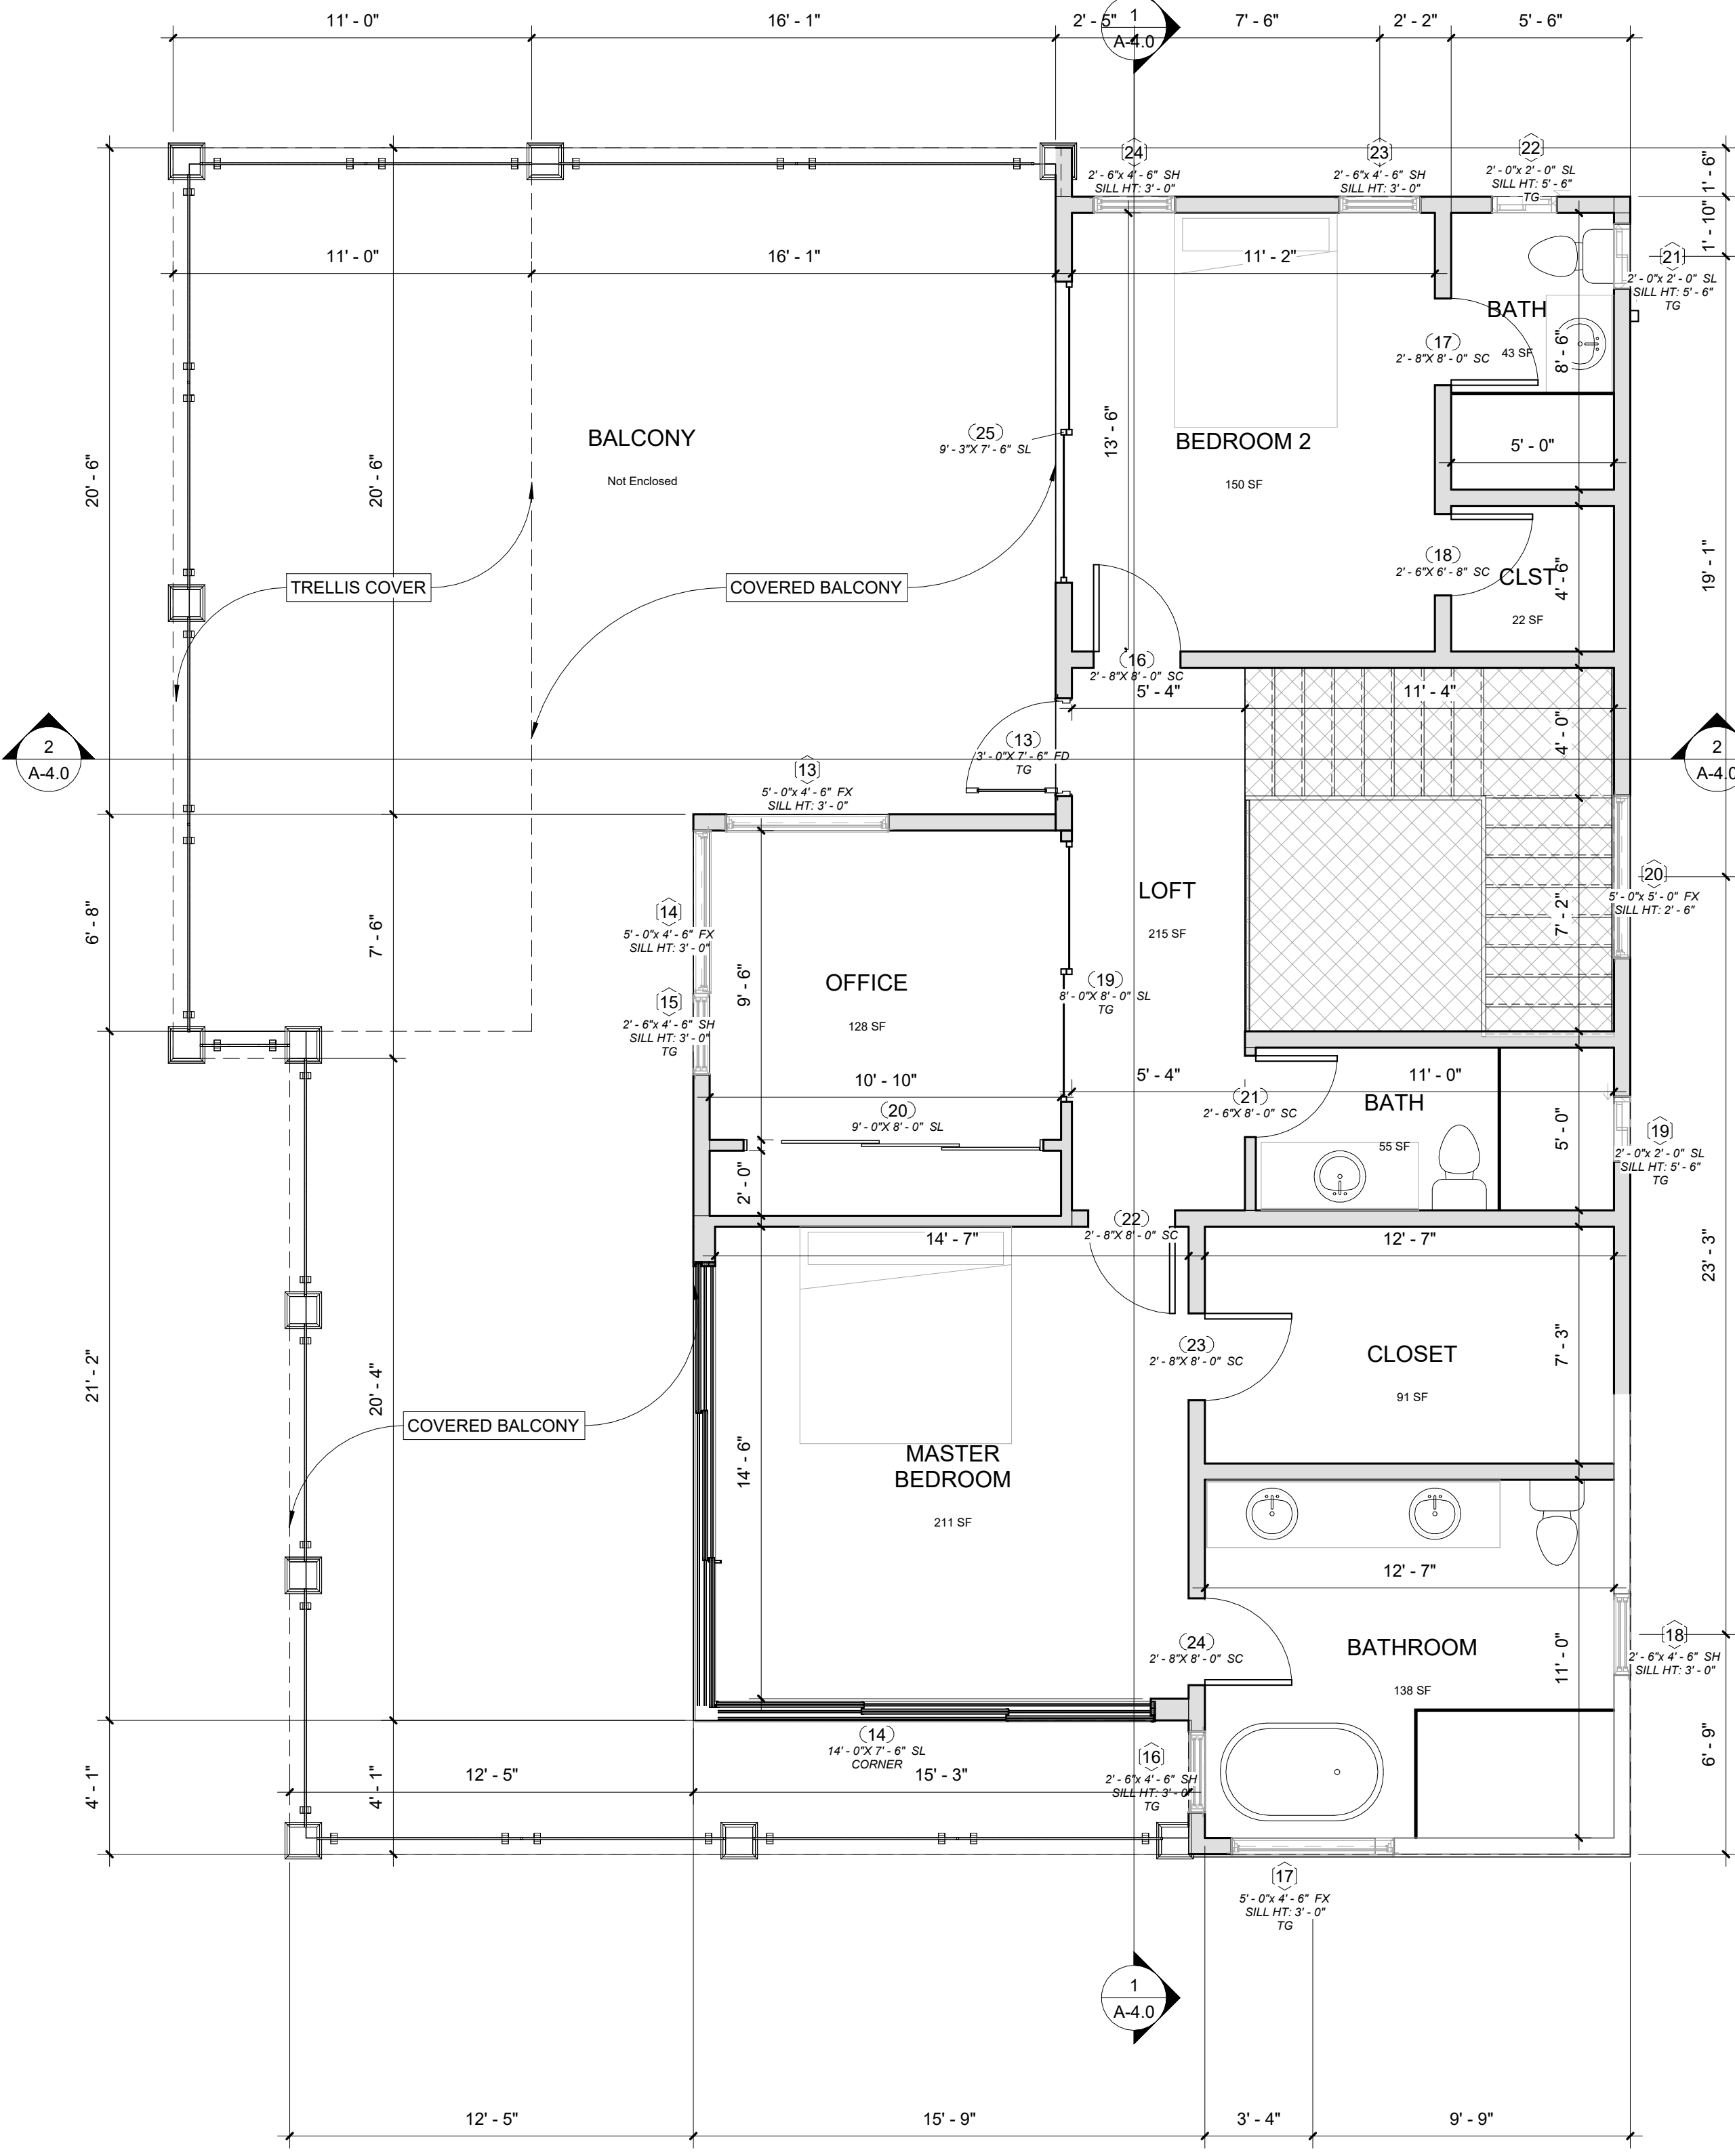 11' - 0"
16' - 1"
2' - 5"
1
A-4.0
7' - 6"
2' - 2"
5' - 6"
24
2' - 6"x 4' - 6" SH
SILL HT: 3' - 0"
23
2' - 6"x 4' - 6" SH
SILL HT: 3' - 0"
22
2' - 0"x 2' - 0" SL
SILL HT: 5' - 6"
TG
1' - 6"
1' - 10"
11' - 0"
16' - 1"
11' - 2"
21
2' - 0"x 2' - 0" SL
SILL HT: 5' - 6"
TG
BATH
43 SF
8' - 6"
17
2' - 8"X 8' - 0" SC
20' - 6"
20' - 6"
BALCONY
Not Enclosed
25
9' - 3"X 7' - 6" SL
13' - 6"
BEDROOM 2
150 SF
5' - 0"
18
2' - 6"X 6' - 8" SC
CLST
22 SF
4' - 6"
19' - 1"
TRELLIS COVER
COVERED BALCONY
16
2' - 8"X 8' - 0" SC
5' - 4"
11' - 4"
4' - 0"
2
A-4.0
13
3' - 0"X 7' - 6" FD
TG
2
A-4.0
13
5' - 0"x 4' - 6" FX
SILL HT: 3' - 0"
6' - 8"
7' - 6"
14
5' - 0"x 4' - 6" FX
SILL HT: 3' - 0"
15
2' - 6"x 4' - 6" SH
SILL HT: 3' - 0"
TG
9' - 6"
OFFICE
128 SF
LOFT
215 SF
19
8' - 0"X 8' - 0" SL
TG
7' - 2"
20
5' - 0"x 5' - 0" FX
SILL HT: 2' - 6"
10' - 10"
20
9' - 0"X 8' - 0" SL
2' - 0"
5' - 4"
11' - 0"
21
2' - 6"X 8' - 0" SC
BATH
55 SF
5' - 0"
19
2' - 0"x 2' - 0" SL
SILL HT: 5' - 6"
TG
22
2' - 8"X 8' - 0" SC
14' - 7"
12' - 7"
23' - 3"
23
2' - 8"X 8' - 0" SC
CLOSET
91 SF
7' - 3"
21' - 2"
20' - 4"
COVERED BALCONY
14' - 6"
MASTER
BEDROOM
211 SF
12' - 7"
24
2' - 8"X 8' - 0" SC
BATHROOM
138 SF
11' - 0"
18
2' - 6"x 4' - 6" SH
SILL HT: 3' - 0"
6' - 9"
14
14' - 0"X 7' - 6" SL
CORNER
16
2' - 6"x 4' - 6" SH
SILL HT: 3' - 0"
TG
4' - 1"
4' - 1"
12' - 5"
15' - 3"
17
5' - 0"x 4' - 6" FX
SILL HT: 3' - 0"
TG
1
A-4.0
12' - 5"
15' - 9"
3' - 4"
9' - 9"